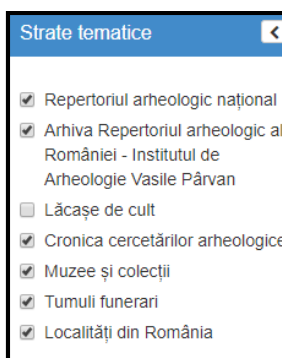 Strate tematice
Repertoriul arheologic național
Arhiva Repertoriul arheologic al
României - Institutul de
Arheologie Vasile Pârvan
Lăcașe de cult
Cronica cercetărilor arheologice
Muzee și colecții
Tumuli funerari
Localități din România